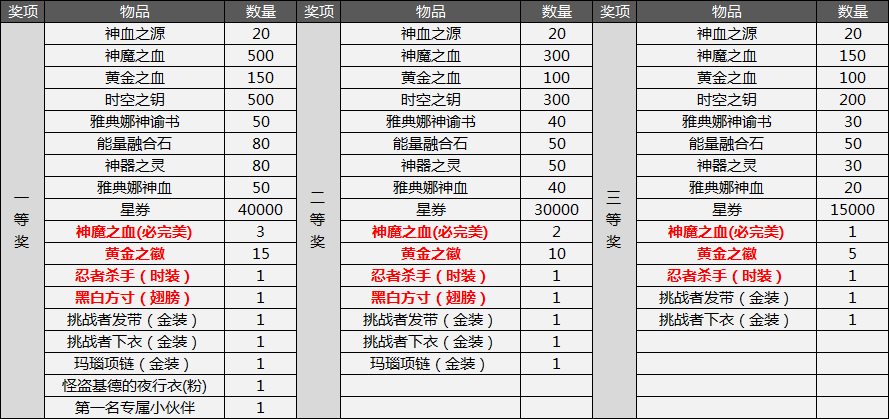 奖项 物品 数量 奖项 物品 数量 奖项 物品 数量
神血之源 20 神血之源 20 神血之源 20
神魔之血 500 神魔之血 300 神魔之血 150
黄金之血 150 黄金之血 100 黄金之血 100
时空之钥 500 时空之钥 300 时空之钥 200
雅典娜神谕书 50 雅典娜神谕书 40 雅典娜神谕书 30
能量融合石 80 能量融合石 50 能量融合石 50
神器之灵 80 神器之灵 50 神器之灵 30
雅典娜神血 50 雅典娜神血 40 雅典娜神血 20
一等奖 星券 40000 二等奖 星券 30000 三等奖 星券 15000
神魔之血(必完美) 3 神魔之血(必完美) 2 神魔之血(必完美) 1
黄金之徽 15 黄金之徽 10 黄金之徽 5
忍者杀手（时装） 1 忍者杀手（时装） 1 忍者杀手（时装） 1
黑白方寸（翅膀） 1 黑白方寸（翅膀） 1 挑战者发带（金装） 1
挑战者发带（金装） 1 挑战者发带（金装） 1 挑战者下衣（金装） 1
挑战者下衣（金装） 1 挑战者下衣（金装） 1
玛瑙项链（金装） 1 玛瑙项链（金装） 1
怪盗基德的夜行衣(粉) 1
第一名专属小伙伴 1